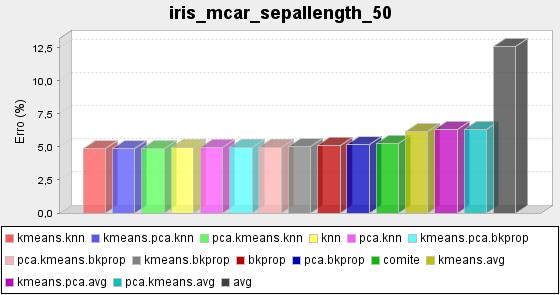 iris_mcar_sepallength_50
Erro (%)
12,5
10,0
7,5
5,0
2,5
0,0
kmeans.knn kmeans.pca.knn pca.kmeans.knn knn pca.knn kmeans.pca.bkprop
pca.kmeans.bkprop kmeans.bkprop bkprop pca.bkprop comite kmeans.avg
kmeans.pca.avg pca.kmeans.avg avg